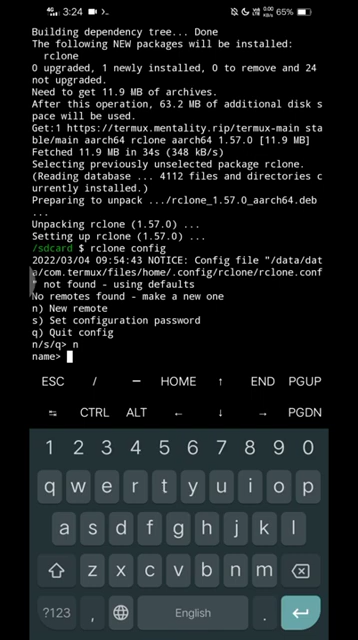 3:24
65%
Building dependency tree... Done
The following NEW packages will be installed:
rclone
0 upgraded, 1 newly installed, 0 to remove and 24
not upgraded.
Need to get 11.9 MB of archives.
After this operation, 63.2 MB of additional disk s
pace will be used.
Get:1 https://termux.mentality.rip/termux-main sta
ble/main aarch64 rclone aarch64 1.57.0 [11.9 MB]
Fetched 11.9 MB in 34s (348 kB/s)
Selecting previously unselected package rclone.
(Reading database ... 4112 files and directories c
urrently installed.)
Preparing to unpack .../rclone_1.57.0_aarch64.deb
...
Unpacking rclone (1.57.0) ...
Setting up rclone (1.57.0) ...
/sdcard $ rclone config
2022/03/04 09:54:43 NOTICE: Config file "/data/dat
a/com.termux/files/home/.config/rclone/rclone.conf
" not found - using defaults
No remotes found - make a new one
n) New remote
s) Set configuration password
q) Quit config
n/s/q> n
name>
ESC / — HOME ↑ END PGUP
↹ CTRL ALT ← ↓ → PGDN
1 2 3 4 5 6 7 8 9 0
q w e r t y u i o p
a s d f g h j k l
z x c v b n m
?123 , English .